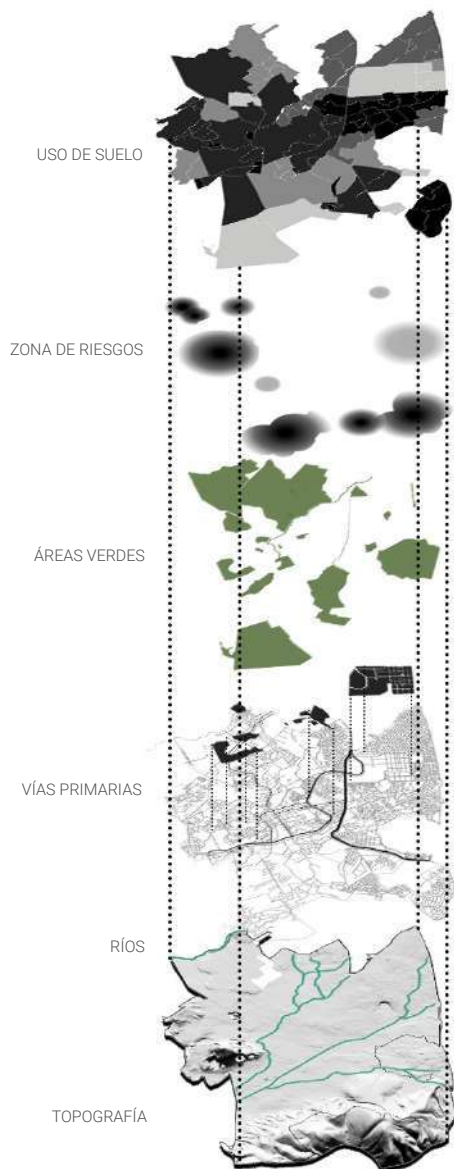 USO DE SUELO
ZONA DE RIESGOS
ÁREAS VERDES
VÍAS PRIMARIAS
RÍOS
TOPOGRAFÍA